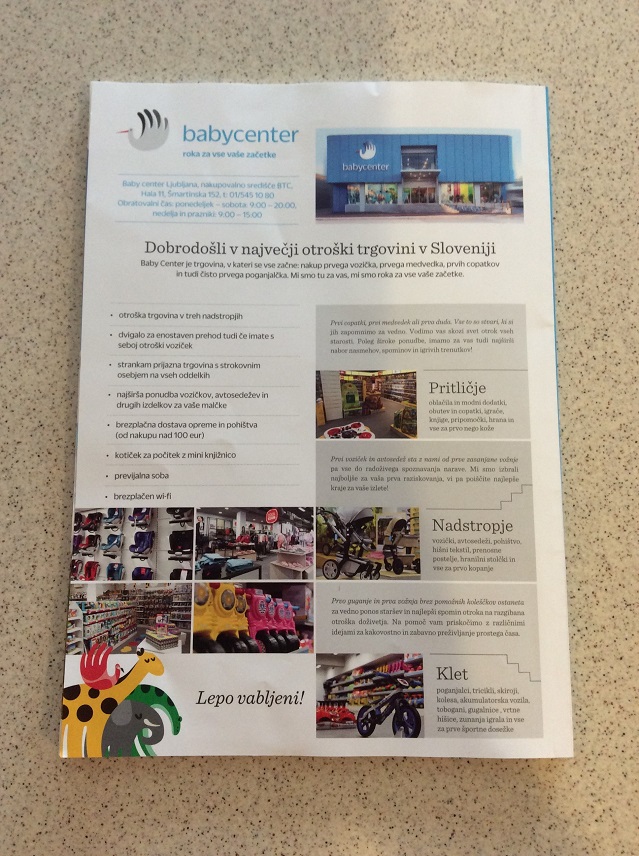 babycenter
roka za vse vaše začetke
Baby center Ljubljana, nakupovalno središče BTC,
Hala 11, Šmartinska 152, t: 01/545 10 80
Obratovalni čas: ponedeljek – sobota: 9:00 – 20:00,
nedelja in prazniki: 9:00 – 15:00
babycenter
Dobrodošli v največji otroški trgovini v Sloveniji
Baby Center je trgovina, v kateri se vse začne: nakup prvega vozička, prvega medvedka, prvih copatkov
in tudi čisto prvega poganjalčka. Mi smo tu za vas, mi smo roka za vse vaše začetke.
• otroška trgovina v treh nadstropjih
• dvigalo za enostaven prehod tudi če imate s
seboj otroški voziček
• strankam prijazna trgovina s strokovnim
osebjem na vseh oddelkih
• najširša ponudba vozičkov, avtosedežev in
drugih izdelkov za vaše malčke
• brezplačna dostava opreme in pohištva
(od nakupu nad 100 eur)
• kotiček za počitek z mini knjižnico
• previjalna soba
• brezplačen wi-fi
Prvi copatki, prvi medvedek ali prva duda. Vse to so stvari, ki si
jih zapomnimo za vedno. Vodimo vas skozi svet otrok vseh
starosti. Poleg široke ponudbe, imamo za vas tudi najširši
nabor nasmehov, spominov in igrivih trenutkov!
Pritličje
oblačila in modni dodatki,
obutev in copatki, igrače,
knjige, pripomočki, hrana in
vse za prvo nego kože
Prvi voziček in avtosedež sta z nami od prve zasanjane vožnje
pa vse do radoživega spoznavanja narave. Mi smo izbrali
najboljše za vaša prva raziskovanja, vi pa poiščite najlepše
kraje za vaše izlete!
Nadstropje
vozički, avtosedeži, pohištvo,
hišni tekstil, prenosne
postelje, hranilni stolčki in
vse za prvo kopanje
Prvo guganje in prva vožnja brez pomožnih koleščkov ostaneta
za vedno ponos staršev in najlepši spomin otroka na razgibana
otroška doživetja. Na pomoč vam priskočimo z različnimi
idejami za kakovostno in zabavno preživljanje prostega časa.
Klet
poganjalci, tricikli, skiroji,
kolesa, akumulatorska vozila,
tobogani, gugalnice , vrtne
hišice, zunanja igrala in vse
za prve športne dosežke
Lepo vabljeni!